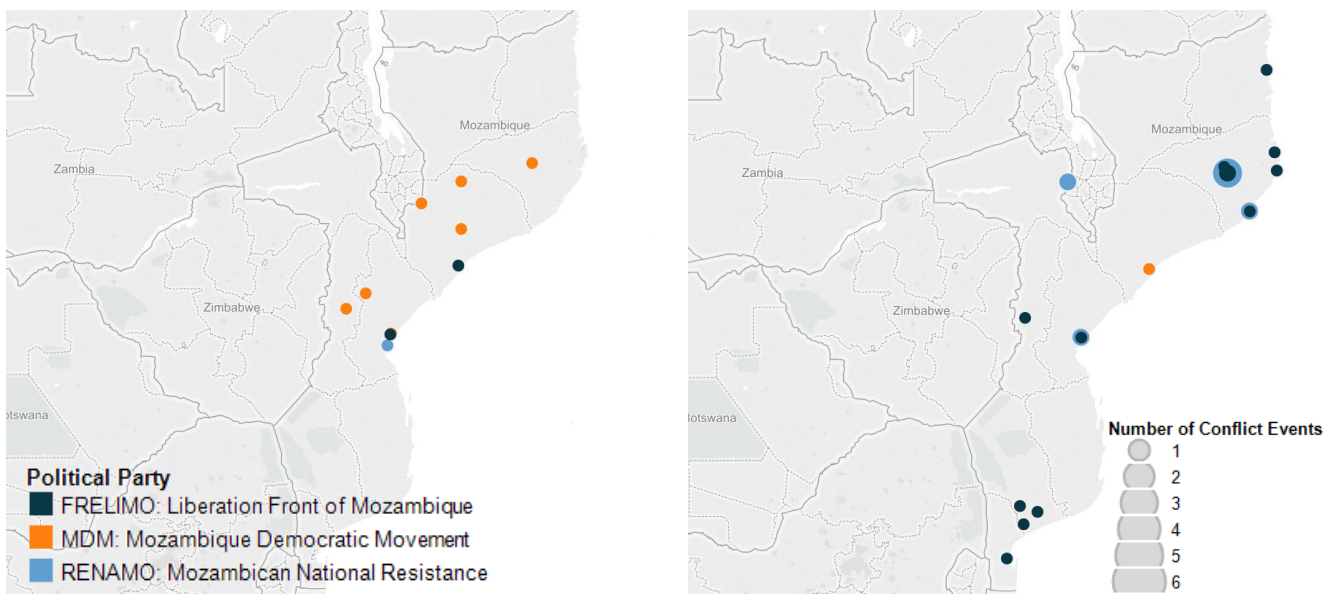 Mozambique
Zambia
Zimbabwe
otswana
Political Party
FRELIMO: Liberation Front of Mozambique
MDM: Mozambique Democratic Movement
RENAMO: Mozambican National Resistance
Mozambique
Zambia
Zimbabwe
Botswana
Number of Conflict Events
1
2
3
4
5
6